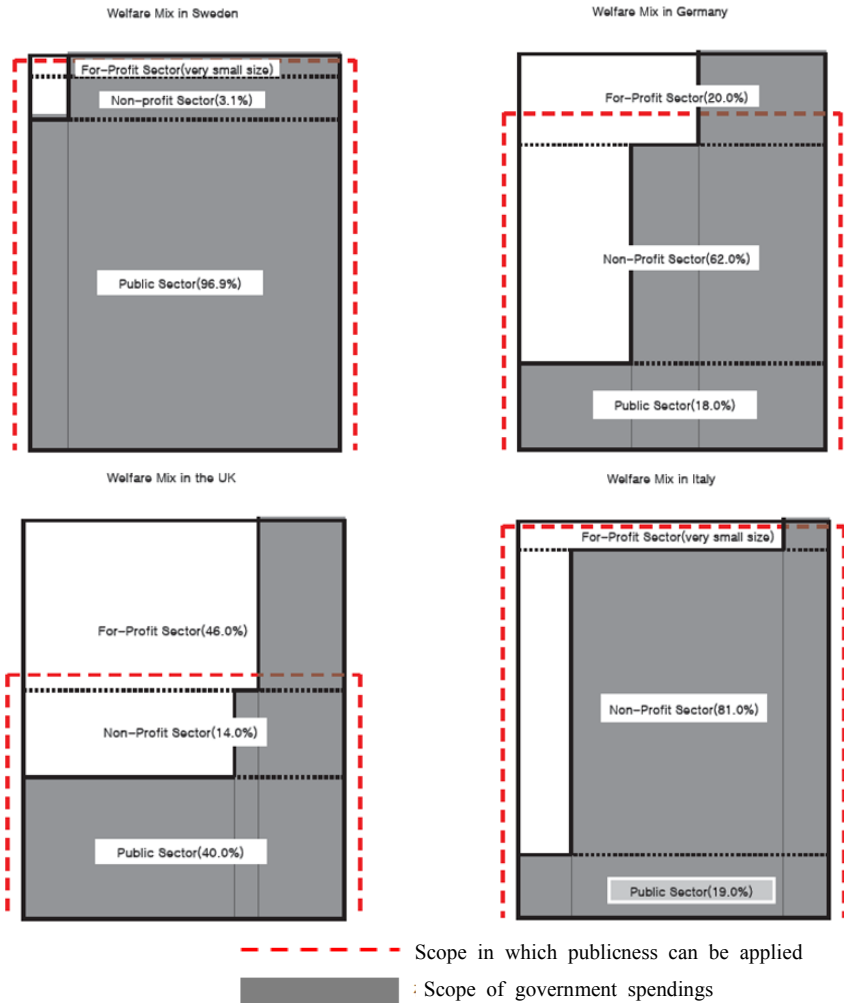 Welfare Mix in Sweden
For-Profit Sector(very small size)
Non-profit Sector(3.1%)
Public Sector(96.9%)
Welfare Mix in Germany
For-Profit Sector(20.0%)
Non-Profit Sector(62.0%)
Public Sector(18.0%)
Welfare Mix in the UK
For-Profit Sector(46.0%)
Non-Profit Sector(14.0%)
Public Sector(40.0%)
Welfare Mix in Italy
For-Profit Sector(very small size)
Non-Profit Sector(81.0%)
Public Sector(19.0%)
Scope in which publicness can be applied
: Scope of government spendings